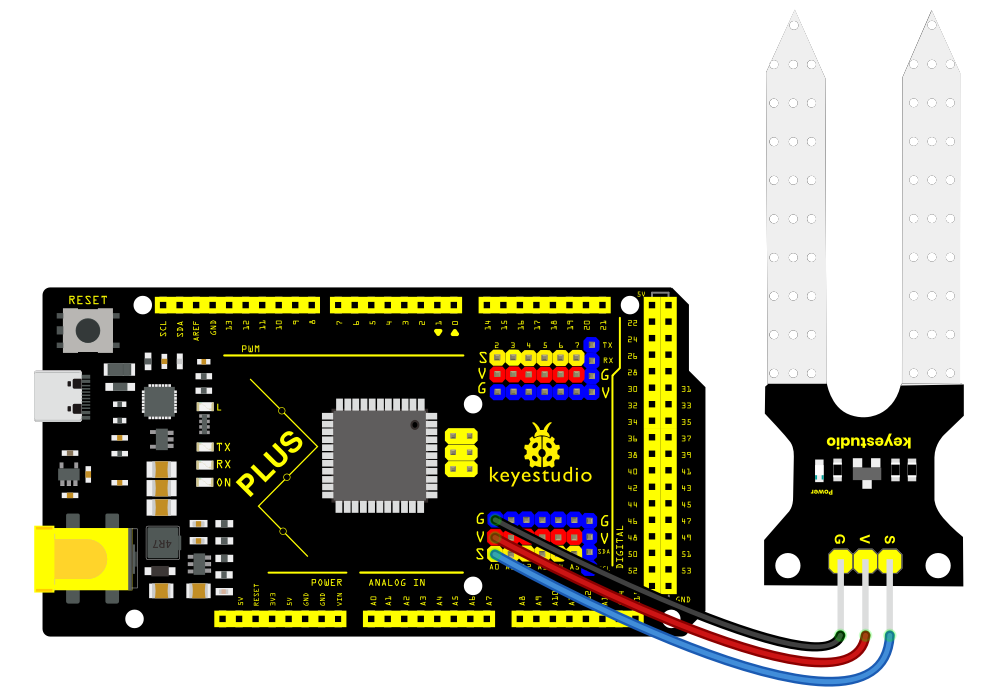 RESET
SCL SDA AREF GND 13 12 11 10 9 8
7 6 5 4 3 2 1 0
14 15 16 17 18 19 20 21
5V
PWM
2 3 4 5 6 7 TX
S RX
V G
G V
L
TX
RX
ON
PLUS
keyestudio
4R7
G G
V V
S SDA
A0
DIGITAL
22
24
26
28
30 31
32 33
34 35
36 37
38 39
40 41
42 43
44 45
46 47
48 49
50 51
52 53
GND
POWER ANALOG IN
5V RESET 3V3 5V GND GND VIN
A0 A1 A2 A3 A4 A5 A6 A7
A8 A9 A10
keyestudio
Power
G V S